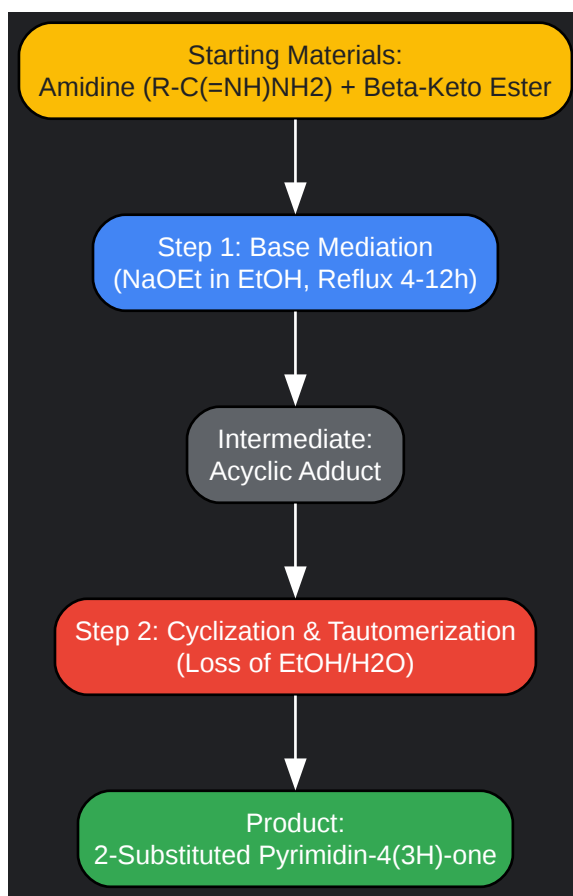 Starting Materials:
Amidine (R-C(=NH)NH2) + Beta-Keto Ester
Step 1: Base Mediation
(NaOEt in EtOH, Reflux 4-12h)
Intermediate:
Acyclic Adduct
Step 2: Cyclization & Tautomerization
(Loss of EtOH/H2O)
Product:
2-Substituted Pyrimidin-4(3H)-one